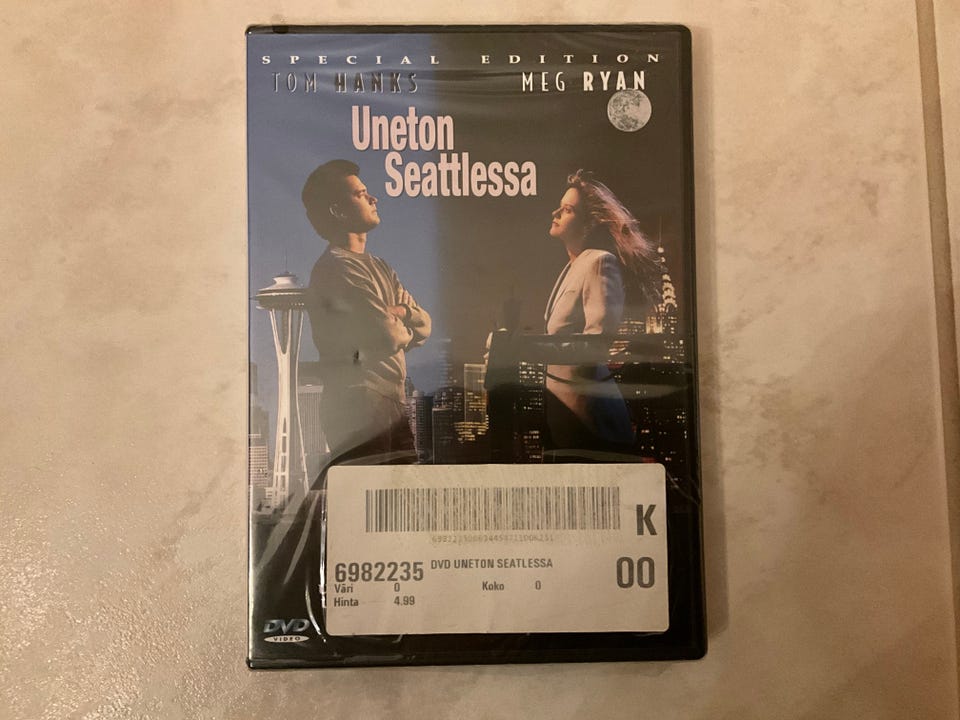 SPECIAL EDITION
TOM HANKS MEG RYAN
Uneton
Seattlessa
K
6982235 DVD UNETON SEATLESSA
00
Väri 0 Koko 0
Hinta 4.99
DVD
VIDEO